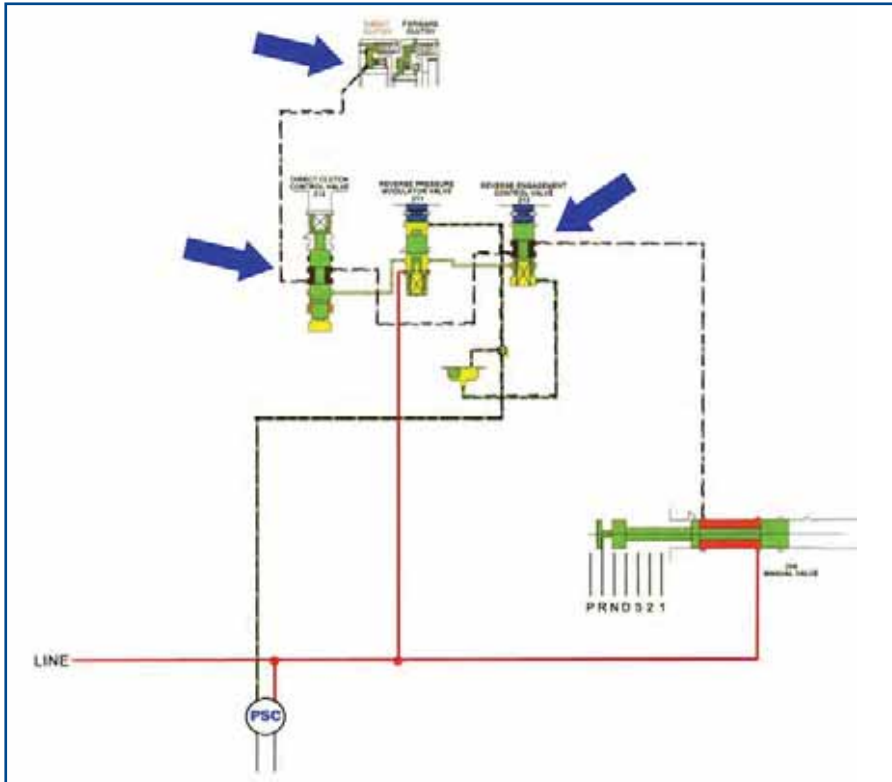 DIRECT CLUTCH
FORWARD CLUTCH
DIRECT CLUTCH
CONTROL VALVE
REVERSE PRESSURE
MODULATOR VALVE
211
REVERSE ENGAGEMENT
CONTROL VALVE
MANUAL VALVE
P R N D
2 1
LINE
PSC